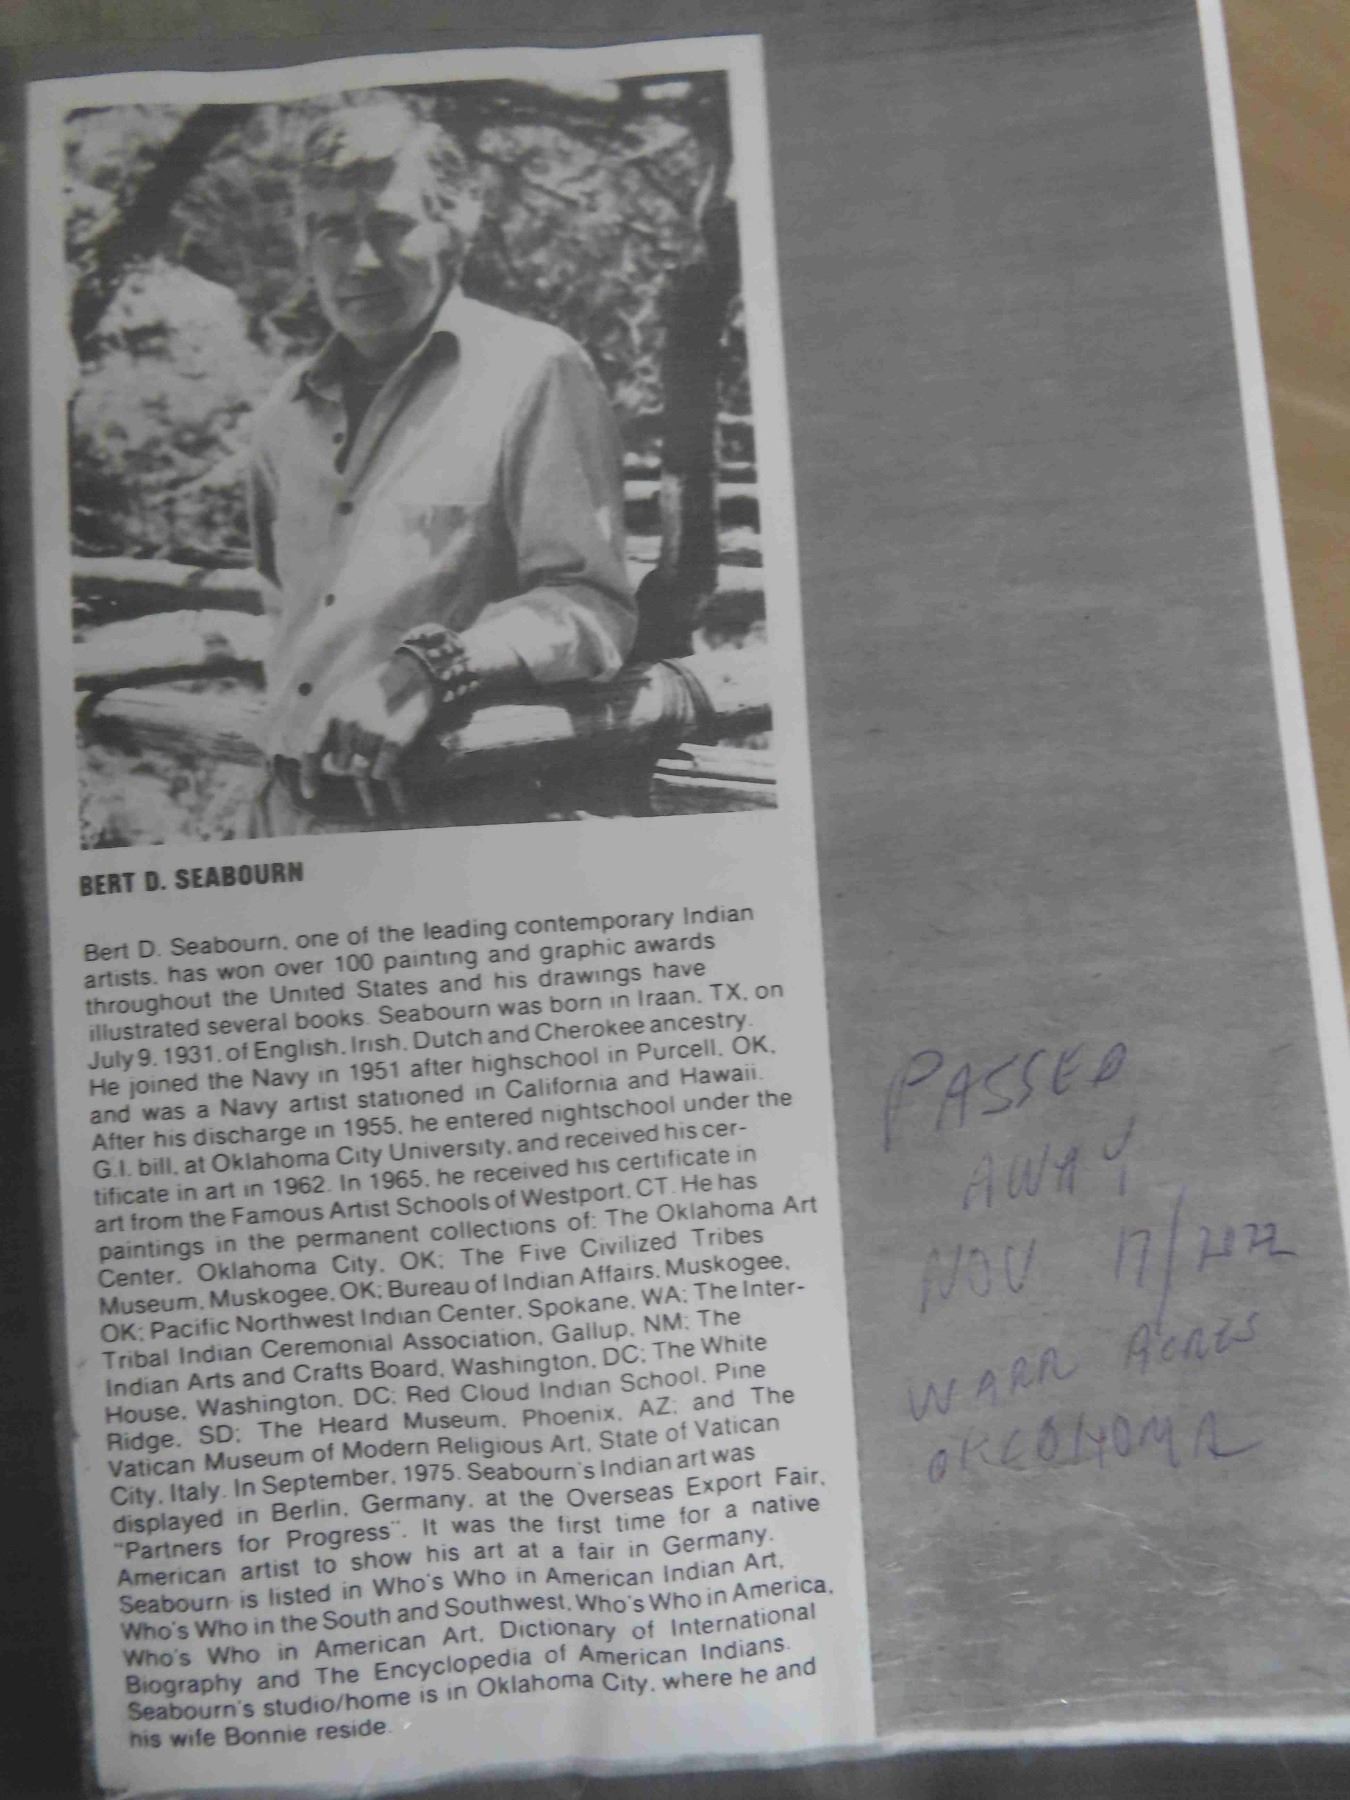 BERT D. SEABOURN
Bert D. Seabourn, one of the leading contemporary Indian
artists, has won over 100 painting and graphic awards
throughout the United States and his drawings have
illustrated several books. Seabourn was born in Iraan, TX, on
July 9, 1931, of English, Irish, Dutch and Cherokee ancestry.
He joined the Navy in 1951 after highschool in Purcell, OK,
and was a Navy artist stationed in California and Hawaii.
After his discharge in 1955, he entered nightschool under the
G.I. bill, at Oklahoma City University, and received his cer-
tificate in art in 1962. In 1965, he received his certificate in
art from the Famous Artist Schools of Westport, CT. He has
paintings in the permanent collections of: The Oklahoma Art
Center, Oklahoma City, OK; The Five Civilized Tribes
Museum, Muskogee, OK; Bureau of Indian Affairs, Muskogee,
OK; Pacific Northwest Indian Center, Spokane, WA; The Inter-
Tribal Indian Ceremonial Association, Gallup, NM; The
Indian Arts and Crafts Board, Washington, DC; The White
House, Washington, DC; Red Cloud Indian School, Pine
Ridge, SD; The Heard Museum, Phoenix, AZ; and The
Vatican Museum of Modern Religious Art, State of Vatican
City, Italy. In September, 1975, Seabourn's Indian art was
displayed in Berlin, Germany, at the Overseas Export Fair,
"Partners for Progress". It was the first time for a native
American artist to show his art at a fair in Germany.
Seabourn is listed in Who's Who in American Indian Art,
Who's Who in the South and Southwest, Who's Who in America,
Who's Who in American Art, Dictionary of International
Biography and The Encyclopedia of American Indians.
Seabourn's studio/home is in Oklahoma City, where he and
his wife Bonnie reside.
PASSED
AWAY
NOV 17/2022
WARR ACRES
OKLOHOMA